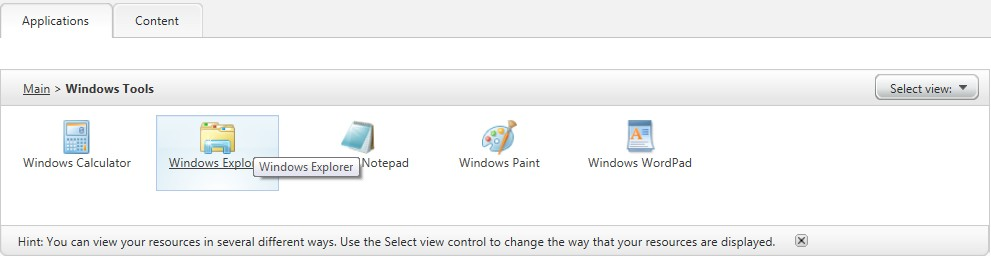 Applications
Content
Main > Windows Tools
Select view:
Windows Calculator
Windows Explo
Windows Explorer
Notepad
Windows Paint
Windows WordPad
Hint: You can view your resources in several different ways. Use the Select view control to change the way that your resources are displayed.